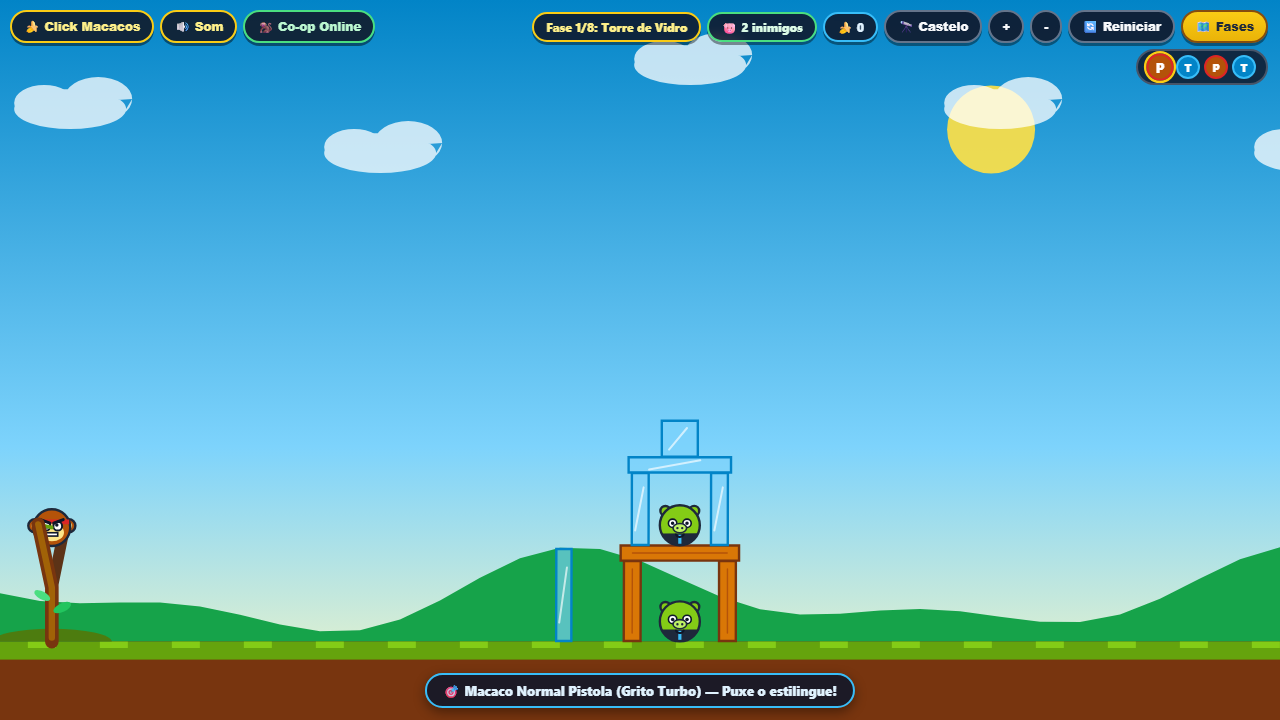 Click Macacos
Som
Co-op Online
Fase 1/8: Torre de Vidro
2 inimigos
0
Castelo
+
-
Reiniciar
Fases
P T P T
Macaco Normal Pistola (Grito Turbo) — Puxe o estilingue!